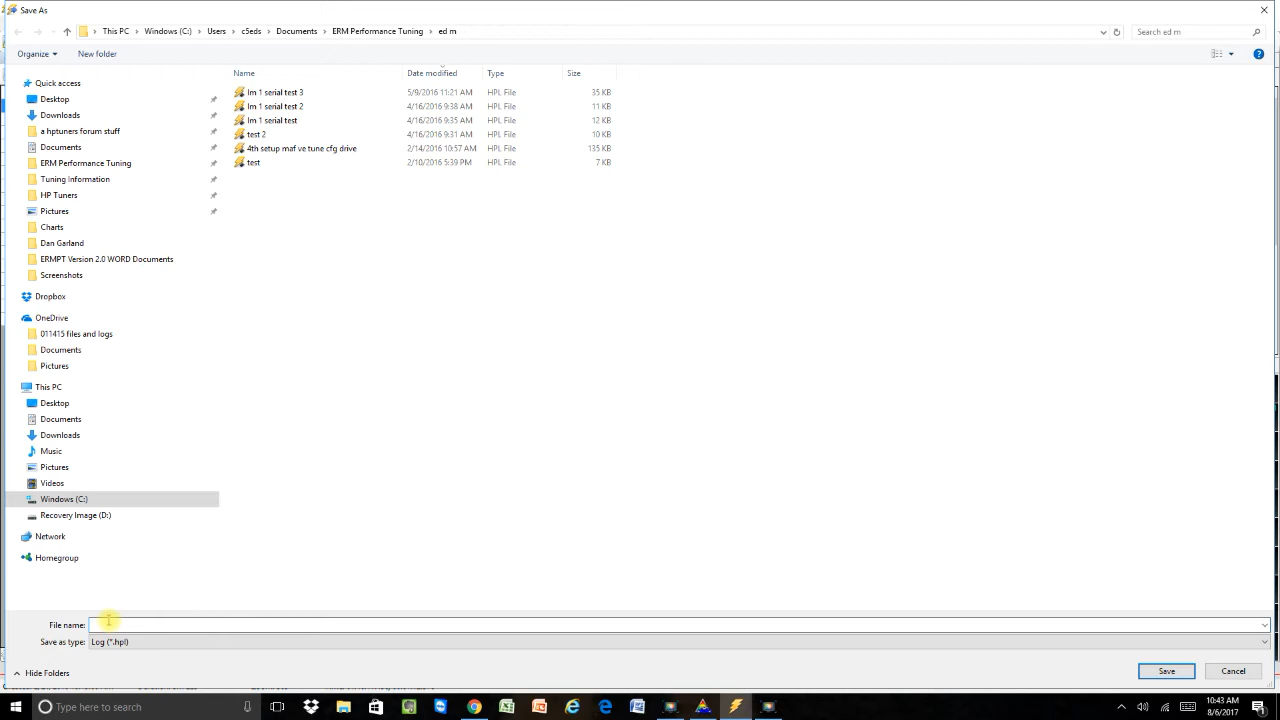 Save As
This PC > Windows (C:) > Users > c5eds > Documents > ERM Performance Tuning > ed m
Search ed m
Organize
New folder
Name
Date modified
Type
Size
lm 1 serial test 3 5/9/2016 11:21 AM HPL File 35 KB
lm 1 serial test 2 4/16/2016 9:38 AM HPL File 11 KB
lm 1 serial test 4/16/2016 9:35 AM HPL File 12 KB
test 2 4/16/2016 9:31 AM HPL File 10 KB
4th setup maf ve tune cfg drive 2/14/2016 10:57 AM HPL File 135 KB
test 2/10/2016 5:39 PM HPL File 7 KB
Quick access
Desktop
Downloads
a hptuners forum stuff
Documents
ERM Performance Tuning
Tuning Information
HP Tuners
Pictures
Charts
Dan Garland
ERMPT Version 2.0 WORD Documents
Screenshots
Dropbox
OneDrive
011415 files and logs
Documents
Pictures
This PC
Desktop
Documents
Downloads
Music
Pictures
Videos
Windows (C:)
Recovery Image (D:)
Network
Homegroup
File name:
Save as type: Log (*.hpl)
Hide Folders
Save
Cancel
Type here to search
10:43 AM
8/6/2017